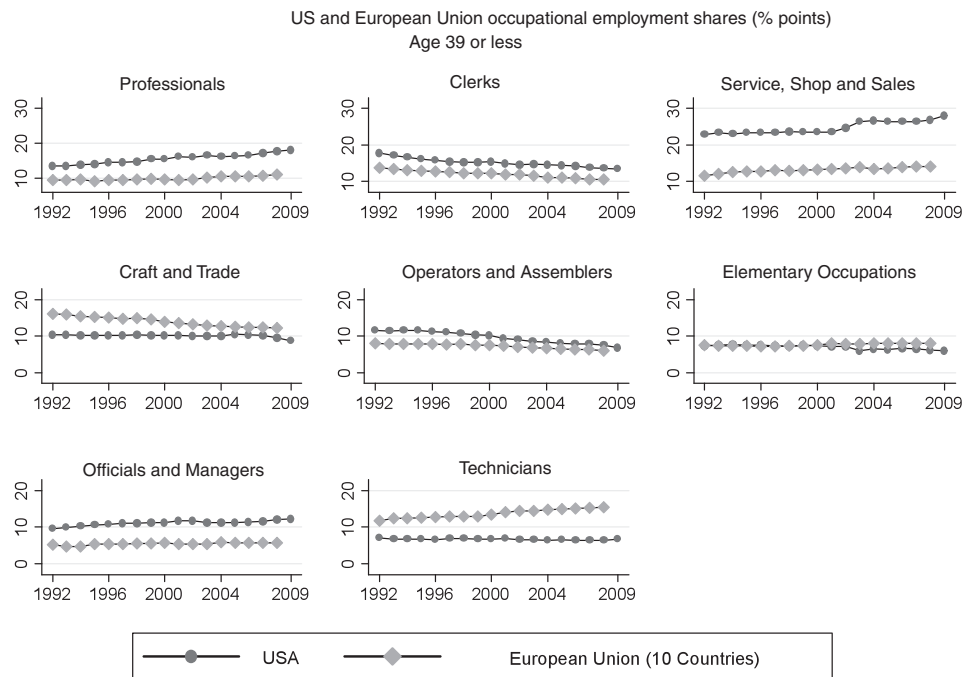 US and European Union occupational employment shares (% points)
Age 39 or less
Professionals
30
20
10
1992 1996 2000 2004 2009
Clerks
30
20
10
1992 1996 2000 2004 2009
Service, Shop and Sales
30
20
10
1992 1996 2000 2004 2009
Craft and Trade
20
10
0
1992 1996 2000 2004 2009
Operators and Assemblers
20
10
0
1992 1996 2000 2004 2009
Elementary Occupations
20
10
0
1992 1996 2000 2004 2009
Officials and Managers
20
10
0
1992 1996 2000 2004 2009
Technicians
20
10
0
1992 1996 2000 2004 2009
USA European Union (10 Countries)